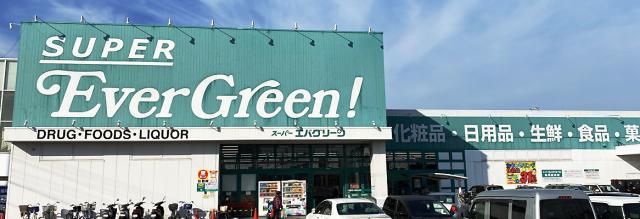 SUPER
EverGreen!
DRUG・FOODS・LIQUOR
スーパー エバグリーン
化粧品・日用品・生鮮・食品・菓